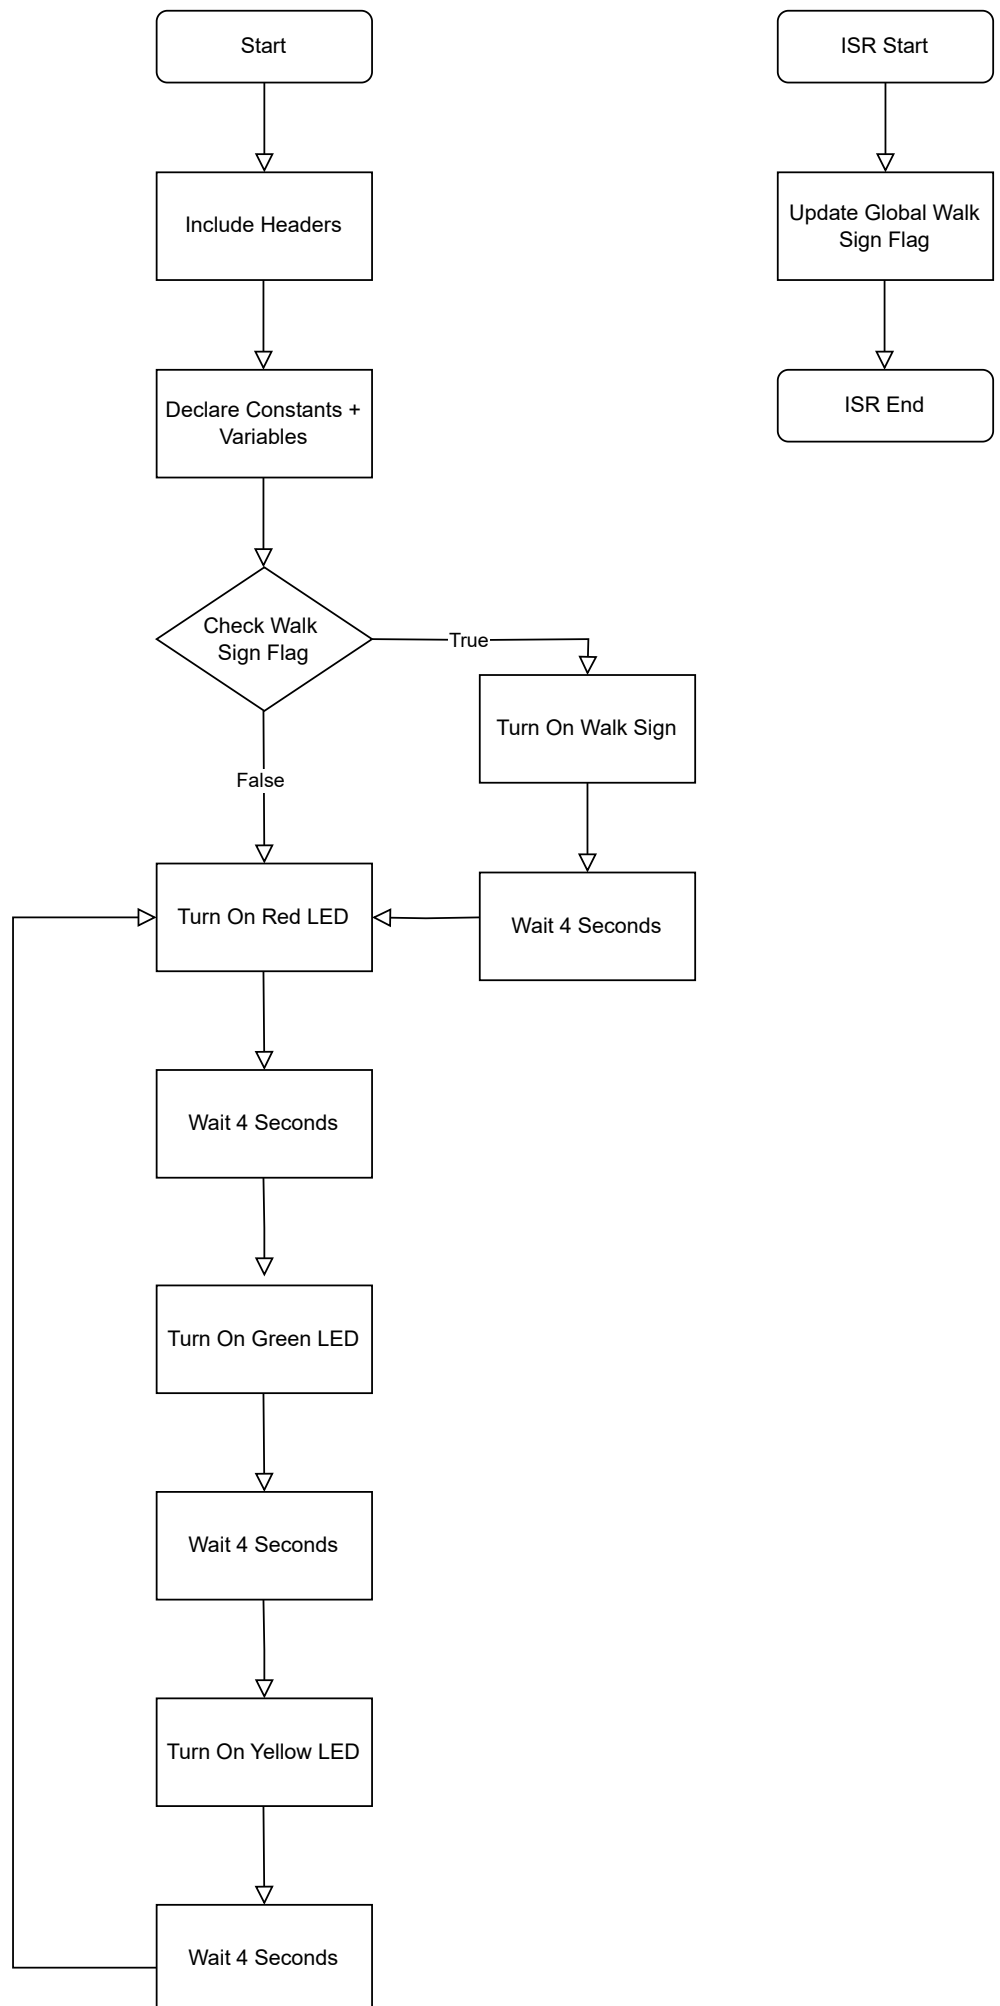 Start
Include Headers
Declare Constants +
Variables
Check Walk
Sign Flag
True
Turn On Walk Sign
False
Turn On Red LED
Wait 4 Seconds
Wait 4 Seconds
Turn On Green LED
Wait 4 Seconds
Turn On Yellow LED
Wait 4 Seconds
ISR Start
Update Global Walk
Sign Flag
ISR End